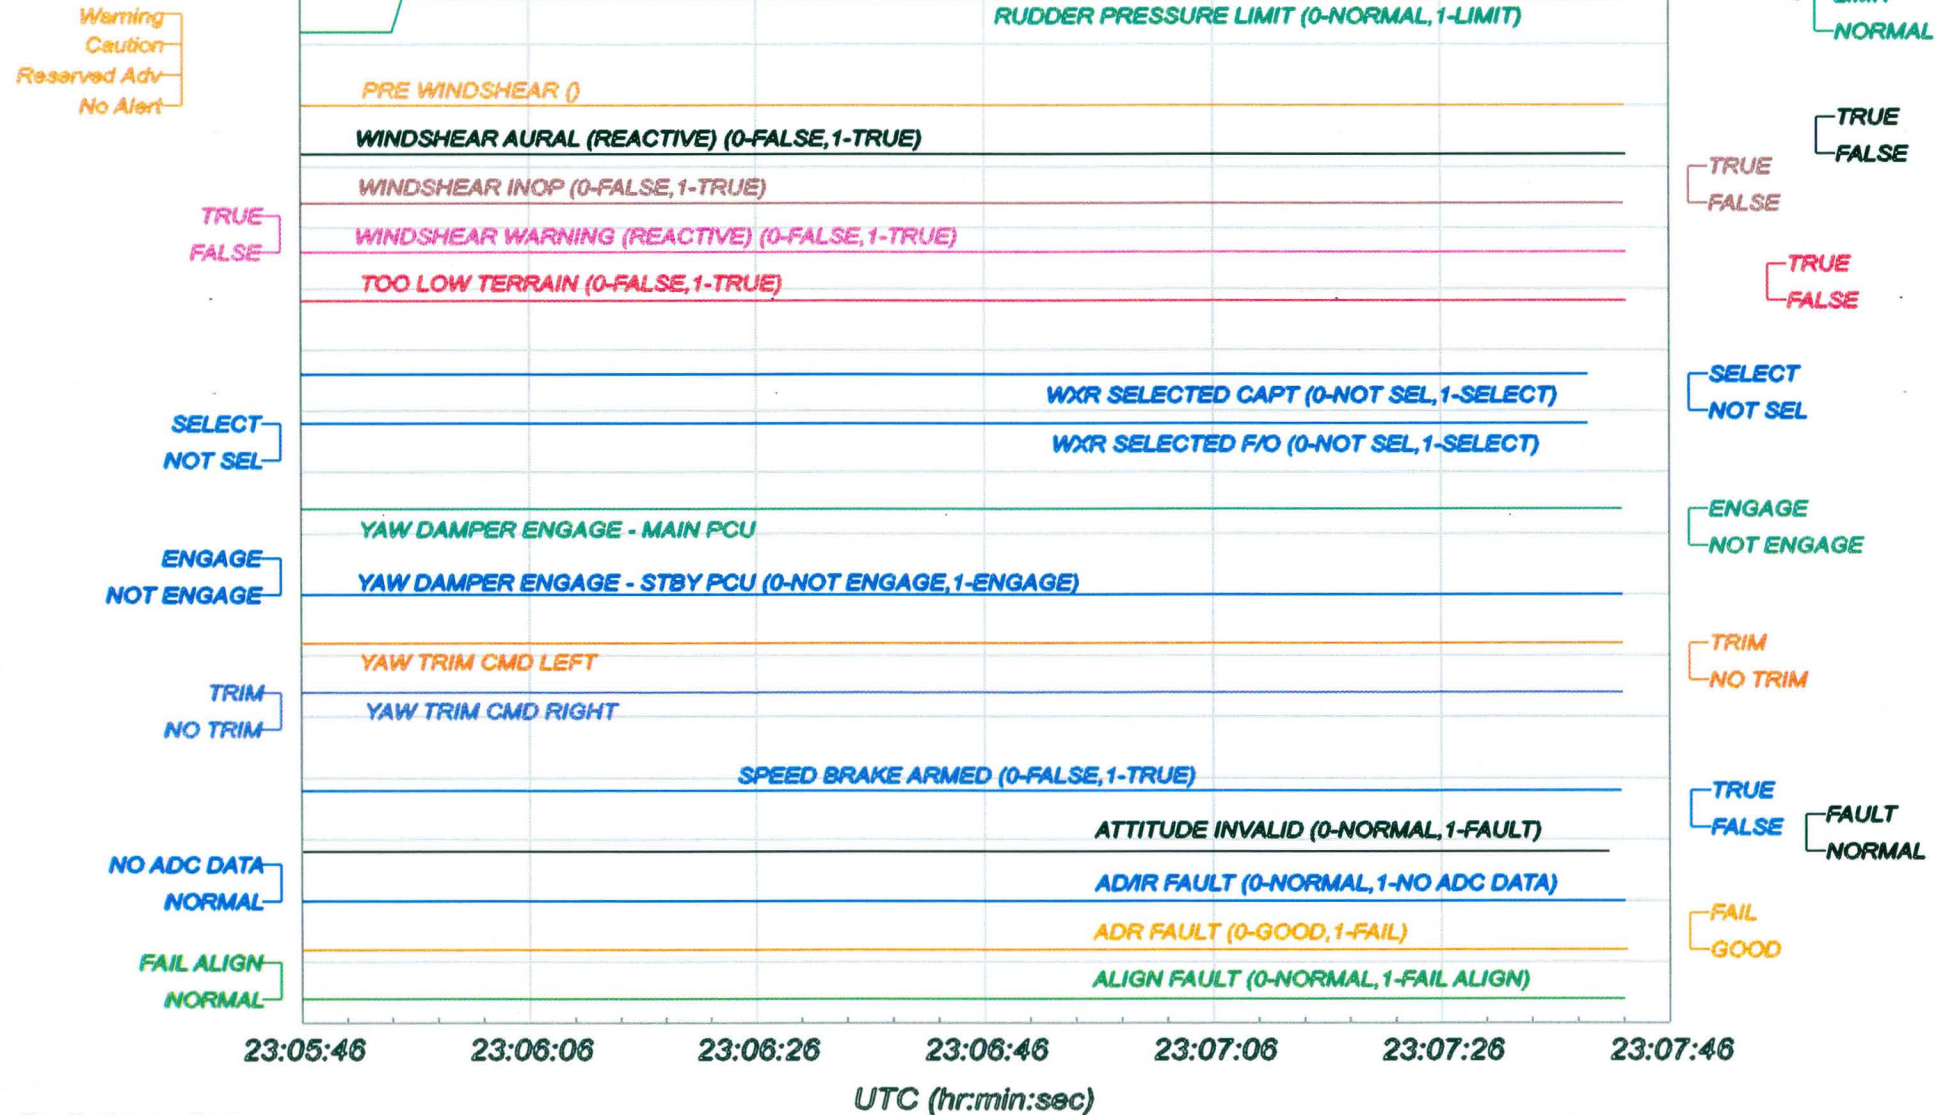 Warning
RUDDER PRESSURE LIMIT (0-NORMAL,1-LIMIT)
NORMAL
Caution
Reserved Adv
No Alert
PRE WINDSHEAR ()
TRUE
WINDSHEAR AURAL (REACTIVE) (0-FALSE,1-TRUE)
FALSE
TRUE
WINDSHEAR INOP (0-FALSE,1-TRUE)
FALSE
TRUE
WINDSHEAR WARNING (REACTIVE) (0-FALSE,1-TRUE)
FALSE
TRUE
TOO LOW TERRAIN (0-FALSE,1-TRUE)
FALSE
SELECT
WXR SELECTED CAPT (0-NOT SEL,1-SELECT)
NOT SEL
SELECT
WXR SELECTED F/O (0-NOT SEL,1-SELECT)
NOT SEL
ENGAGE
YAW DAMPER ENGAGE - MAIN PCU
NOT ENGAGE
ENGAGE
YAW DAMPER ENGAGE - STBY PCU (0-NOT ENGAGE,1-ENGAGE)
NOT ENGAGE
TRIM
YAW TRIM CMD LEFT
NO TRIM
TRIM
YAW TRIM CMD RIGHT
NO TRIM
SPEED BRAKE ARMED (0-FALSE,1-TRUE)
TRUE
FALSE
FAULT
ATTITUDE INVALID (0-NORMAL,1-FAULT)
NORMAL
NO ADC DATA
AD/IR FAULT (0-NORMAL,1-NO ADC DATA)
NORMAL
FAIL
ADR FAULT (0-GOOD,1-FAIL)
GOOD
FAIL ALIGN
ALIGN FAULT (0-NORMAL,1-FAIL ALIGN)
NORMAL
23:05:46 23:06:06 23:06:26 23:06:46 23:07:06 23:07:26 23:07:46
UTC (hr:min:sec)